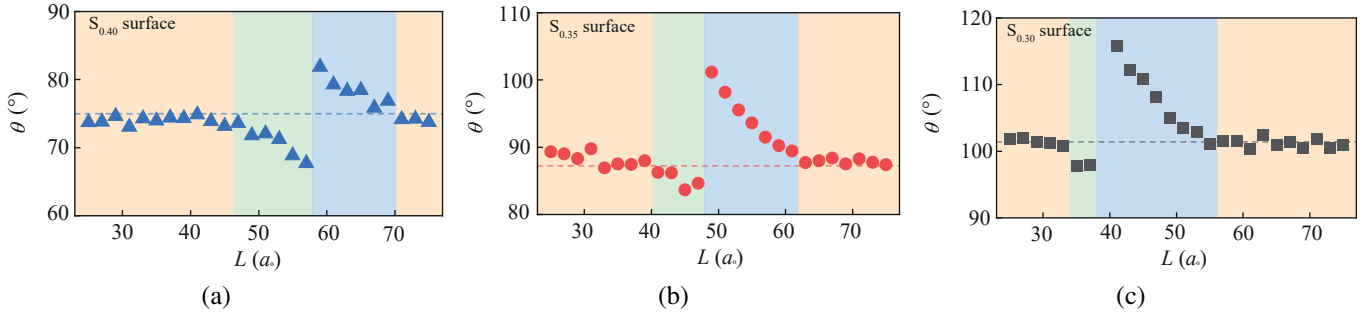 90
80
70
60
S0.40 surface
θ (°)
30 40 50 60 70
L (a₀)
(a)
110
100
90
80
S0.35 surface
θ (°)
30 40 50 60 70
L (a₀)
(b)
120
110
100
90
S0.30 surface
θ (°)
30 40 50 60 70
L (a₀)
(c)